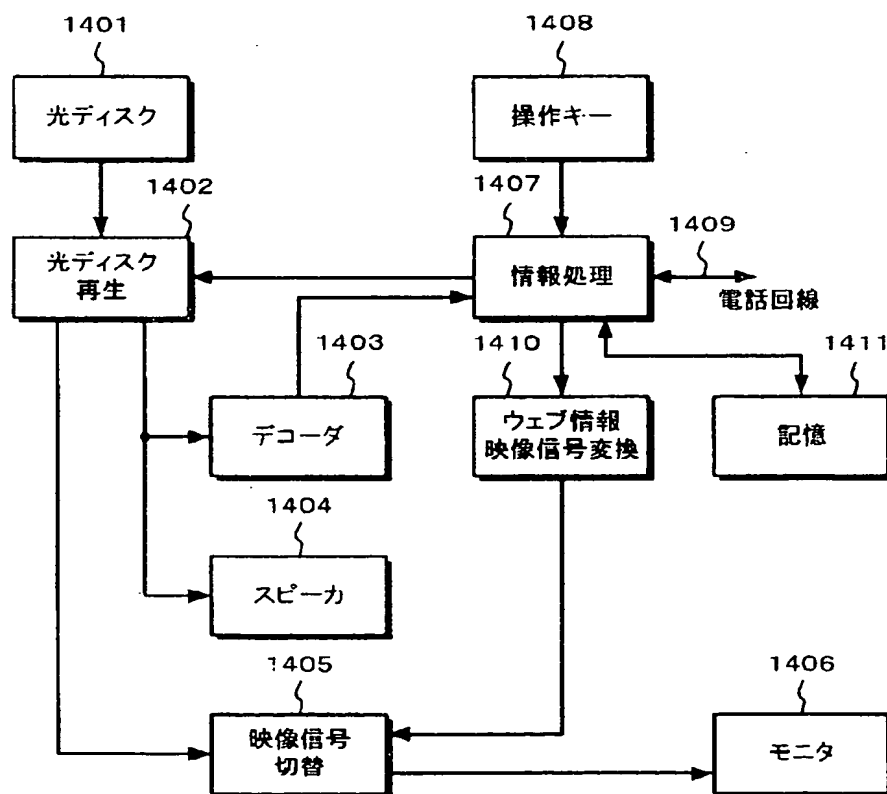 1401
光ディスク
1408
操作キー
1402
光ディスク
再生
1407
情報処理
1409
電話回線
1403
デコーダ
1410
ウェブ情報
映像信号変換
1411
記憶
1404
スピーカ
1405
映像信号
切替
1406
モニタ